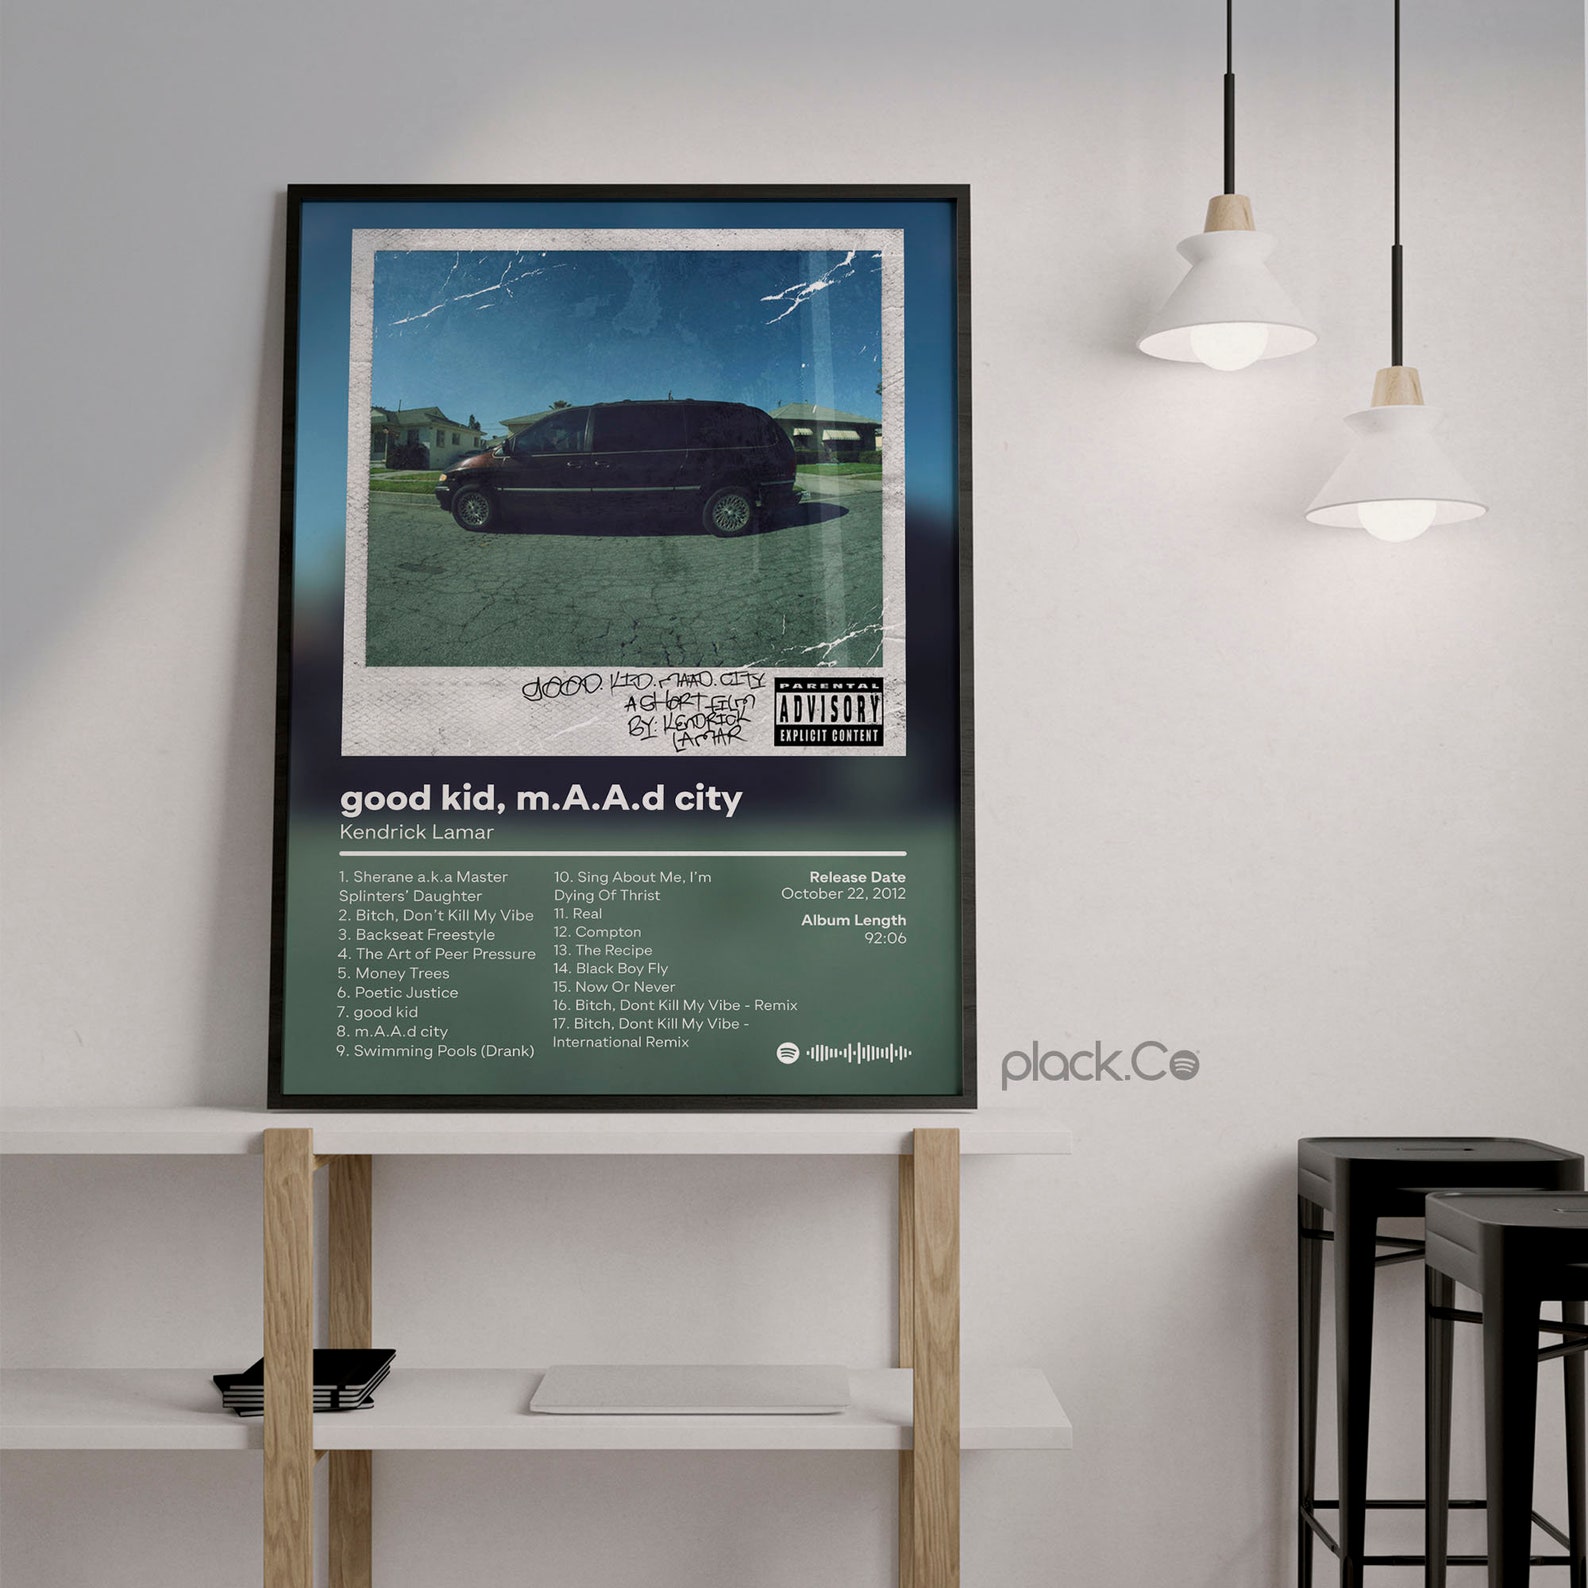 GOOD. KID. MAAD. CITY
A SHORT FILM
BY: KENDRICK
LAMAR
PARENTAL
ADVISORY
EXPLICIT CONTENT
good kid, m.A.A.d city
Kendrick Lamar
1. Sherane a.k.a Master
Splinters’ Daughter
2. Bitch, Don’t Kill My Vibe
3. Backseat Freestyle
4. The Art of Peer Pressure
5. Money Trees
6. Poetic Justice
7. good kid
8. m.A.A.d city
9. Swimming Pools (Drank)
10. Sing About Me, I’m
Dying Of Thrist
11. Real
12. Compton
13. The Recipe
14. Black Boy Fly
15. Now Or Never
16. Bitch, Dont Kill My Vibe - Remix
17. Bitch, Dont Kill My Vibe -
International Remix
Release Date
October 22, 2012
Album Length
92:06
plack.Co